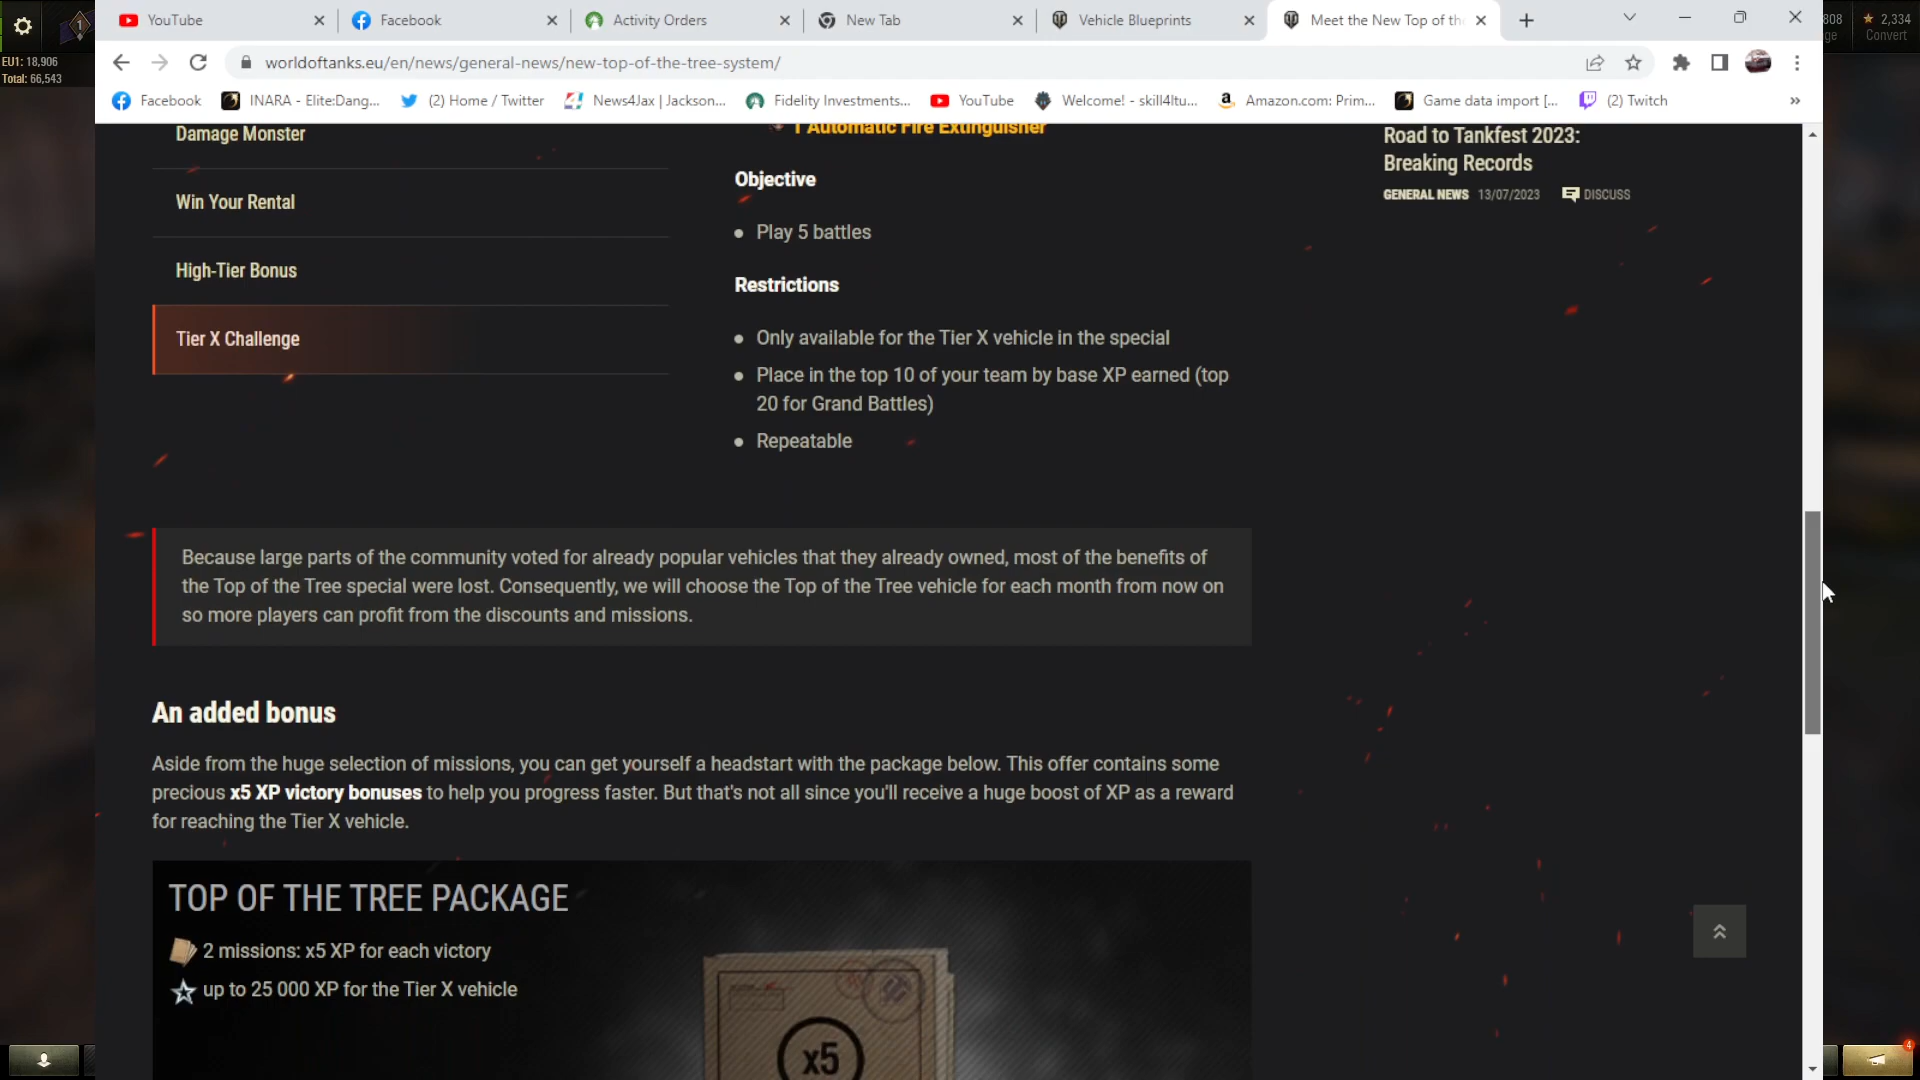 YouTube
Facebook
Activity Orders
New Tab
Vehicle Blueprints
Meet the New Top of th
808
2,334
Convert
EU1: 18,906
Total: 66,543
worldoftanks.eu/en/news/general-news/new-top-of-the-tree-system/
Facebook
INARA - Elite:Dang...
(2) Home / Twitter
News4Jax | Jackson...
Fidelity Investments...
YouTube
Welcome! - skill4ltu...
Amazon.com: Prim...
Game data import [...
(2) Twitch
»
Damage Monster
Win Your Rental
High-Tier Bonus
Tier X Challenge
1 Automatic Fire Extinguisher
Objective
• Play 5 battles
Restrictions
• Only available for the Tier X vehicle in the special
• Place in the top 10 of your team by base XP earned (top
20 for Grand Battles)
• Repeatable
Road to Tankfest 2023:
Breaking Records
GENERAL NEWS 13/07/2023 DISCUSS
Because large parts of the community voted for already popular vehicles that they already owned, most of the benefits of
the Top of the Tree special were lost. Consequently, we will choose the Top of the Tree vehicle for each month from now on
so more players can profit from the discounts and missions.
An added bonus
Aside from the huge selection of missions, you can get yourself a headstart with the package below. This offer contains some
precious x5 XP victory bonuses to help you progress faster. But that's not all since you'll receive a huge boost of XP as a reward
for reaching the Tier X vehicle.
TOP OF THE TREE PACKAGE
2 missions: x5 XP for each victory
up to 25 000 XP for the Tier X vehicle
x5
4